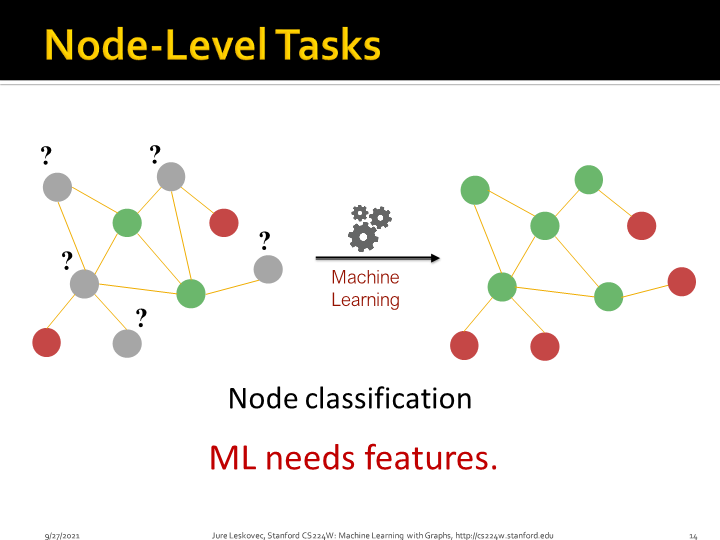 Node-Level Tasks
?
?
?
?
?
Machine
Learning
Node classification
ML needs features.
9/27/2021
Jure Leskovec, Stanford CS224W: Machine Learning with Graphs, http://cs224w.stanford.edu
14